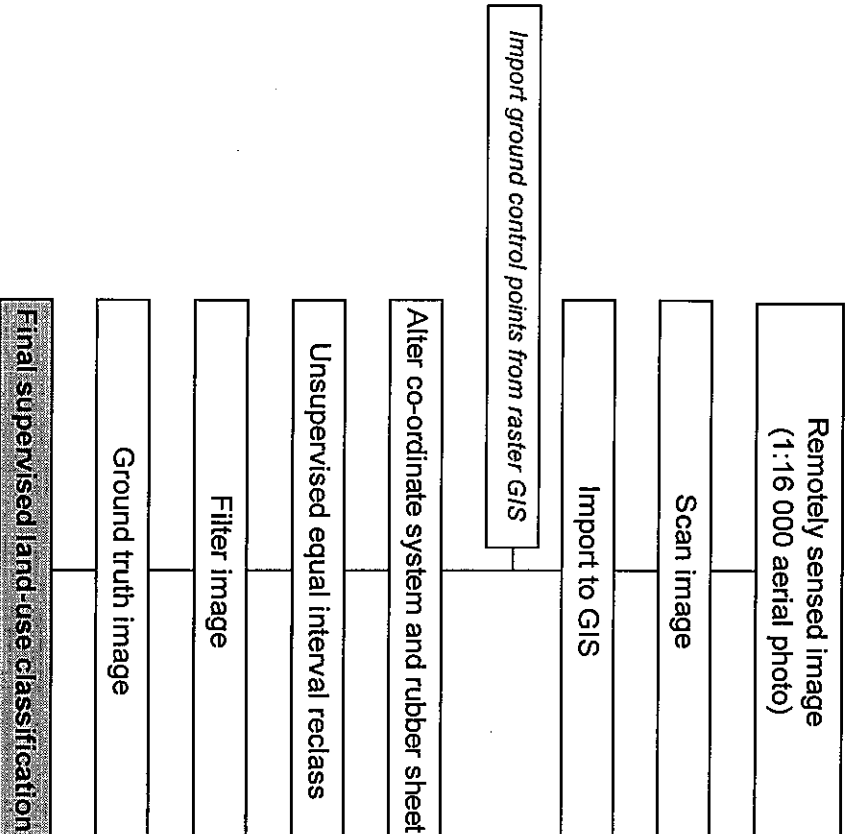 Remotely sensed image
(1:16 000 aerial photo)
Scan image
Import to GIS
Import ground control points from raster GIS
Alter co-ordinate system and rubber sheet
Unsupervised equal interval reclass
Filter image
Ground truth image
Final supervised land-use classification